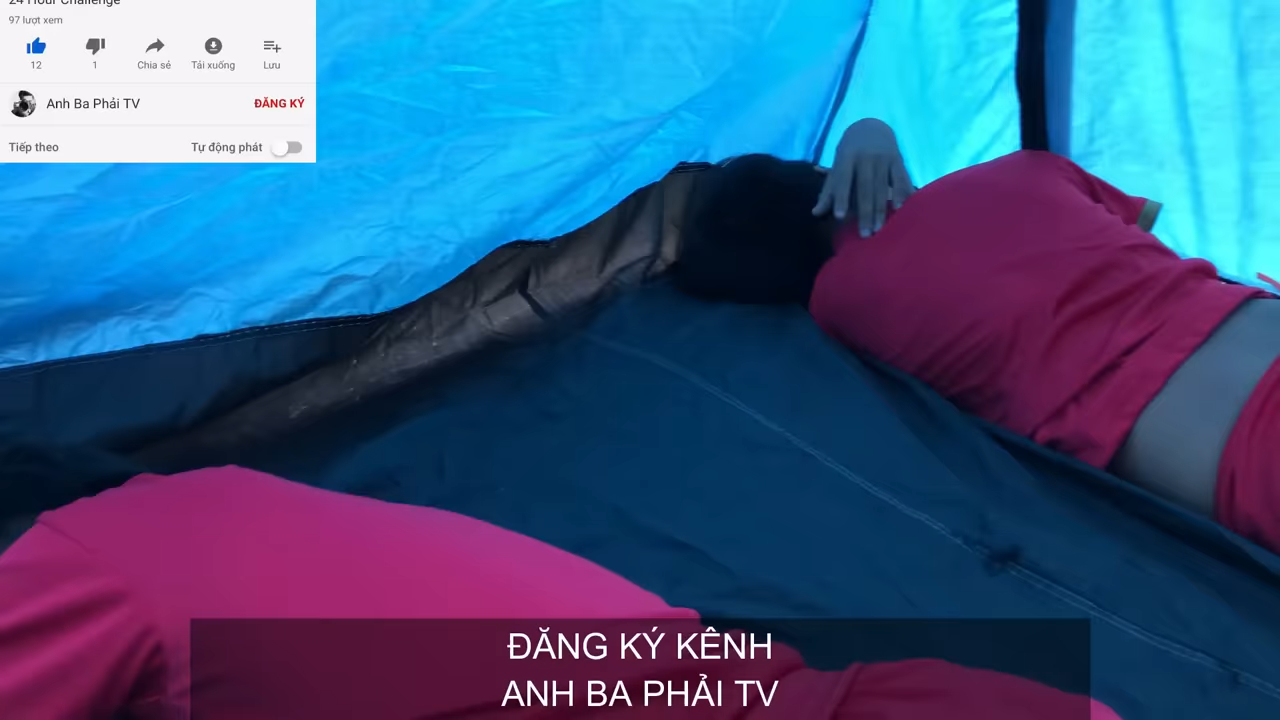 24 Hour Challenge
97 lượt xem
12
1
Chia sẻ
Tải xuống
Lưu
Anh Ba Phải TV
ĐĂNG KÝ
Tiếp theo
Tự động phát
ĐĂNG KÝ KÊNH
ANH BA PHẢI TV